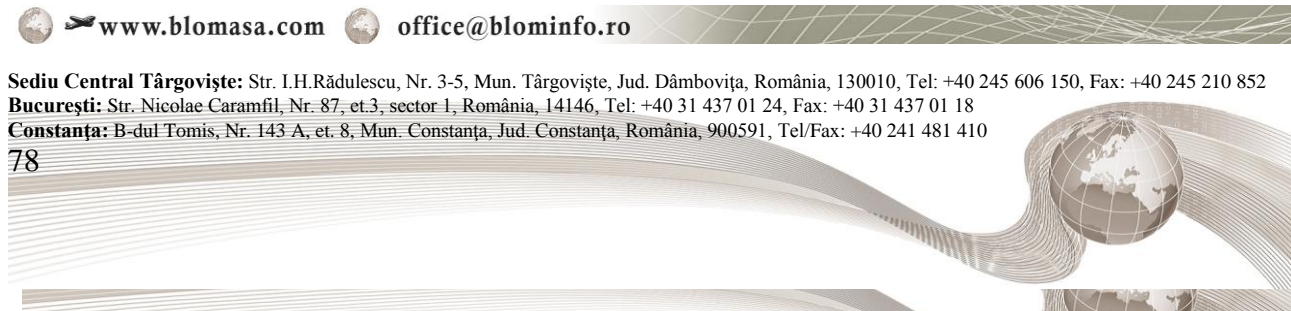 www.blomasa.com office@blominfo.ro
Sediu Central Târgovişte: Str. I.H.Rădulescu, Nr. 3-5, Mun. Târgovişte, Jud. Dâmboviţa, România, 130010, Tel: +40 245 606 150, Fax: +40 245 210 852
Bucureşti: Str. Nicolae Caramfil, Nr. 87, et.3, sector 1, România, 14146, Tel: +40 31 437 01 24, Fax: +40 31 437 01 18
Constanţa: B-dul Tomis, Nr. 143 A, et. 8, Mun. Constanţa, Jud. Constanţa, România, 900591, Tel/Fax: +40 241 481 410
78